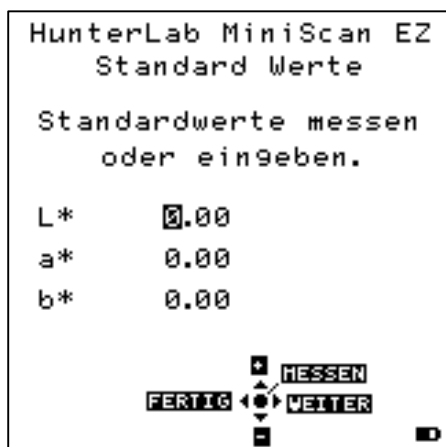 HunterLab MiniScan EZ
Standard Werte
Standardwerte messen
oder eingeben.
L* 0.00
a* 0.00
b* 0.00
+
MESSEN
FERTIG WEITER
-